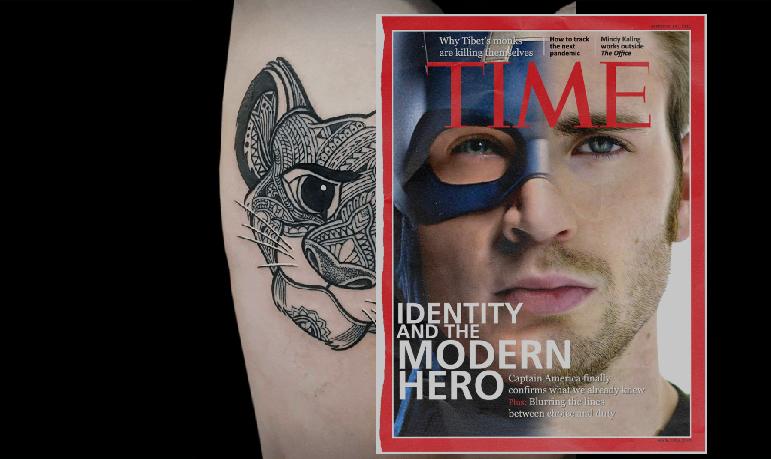 Why Tibet's monks
are killing themselves
How to track
the next
pandemic
Mindy Kaling
works outside
The Office
TIME
IDENTITY
AND THE
MODERN
HERO
Captain America finally
confirms what we already knew
Plus: Blurring the lines
between choice and duty